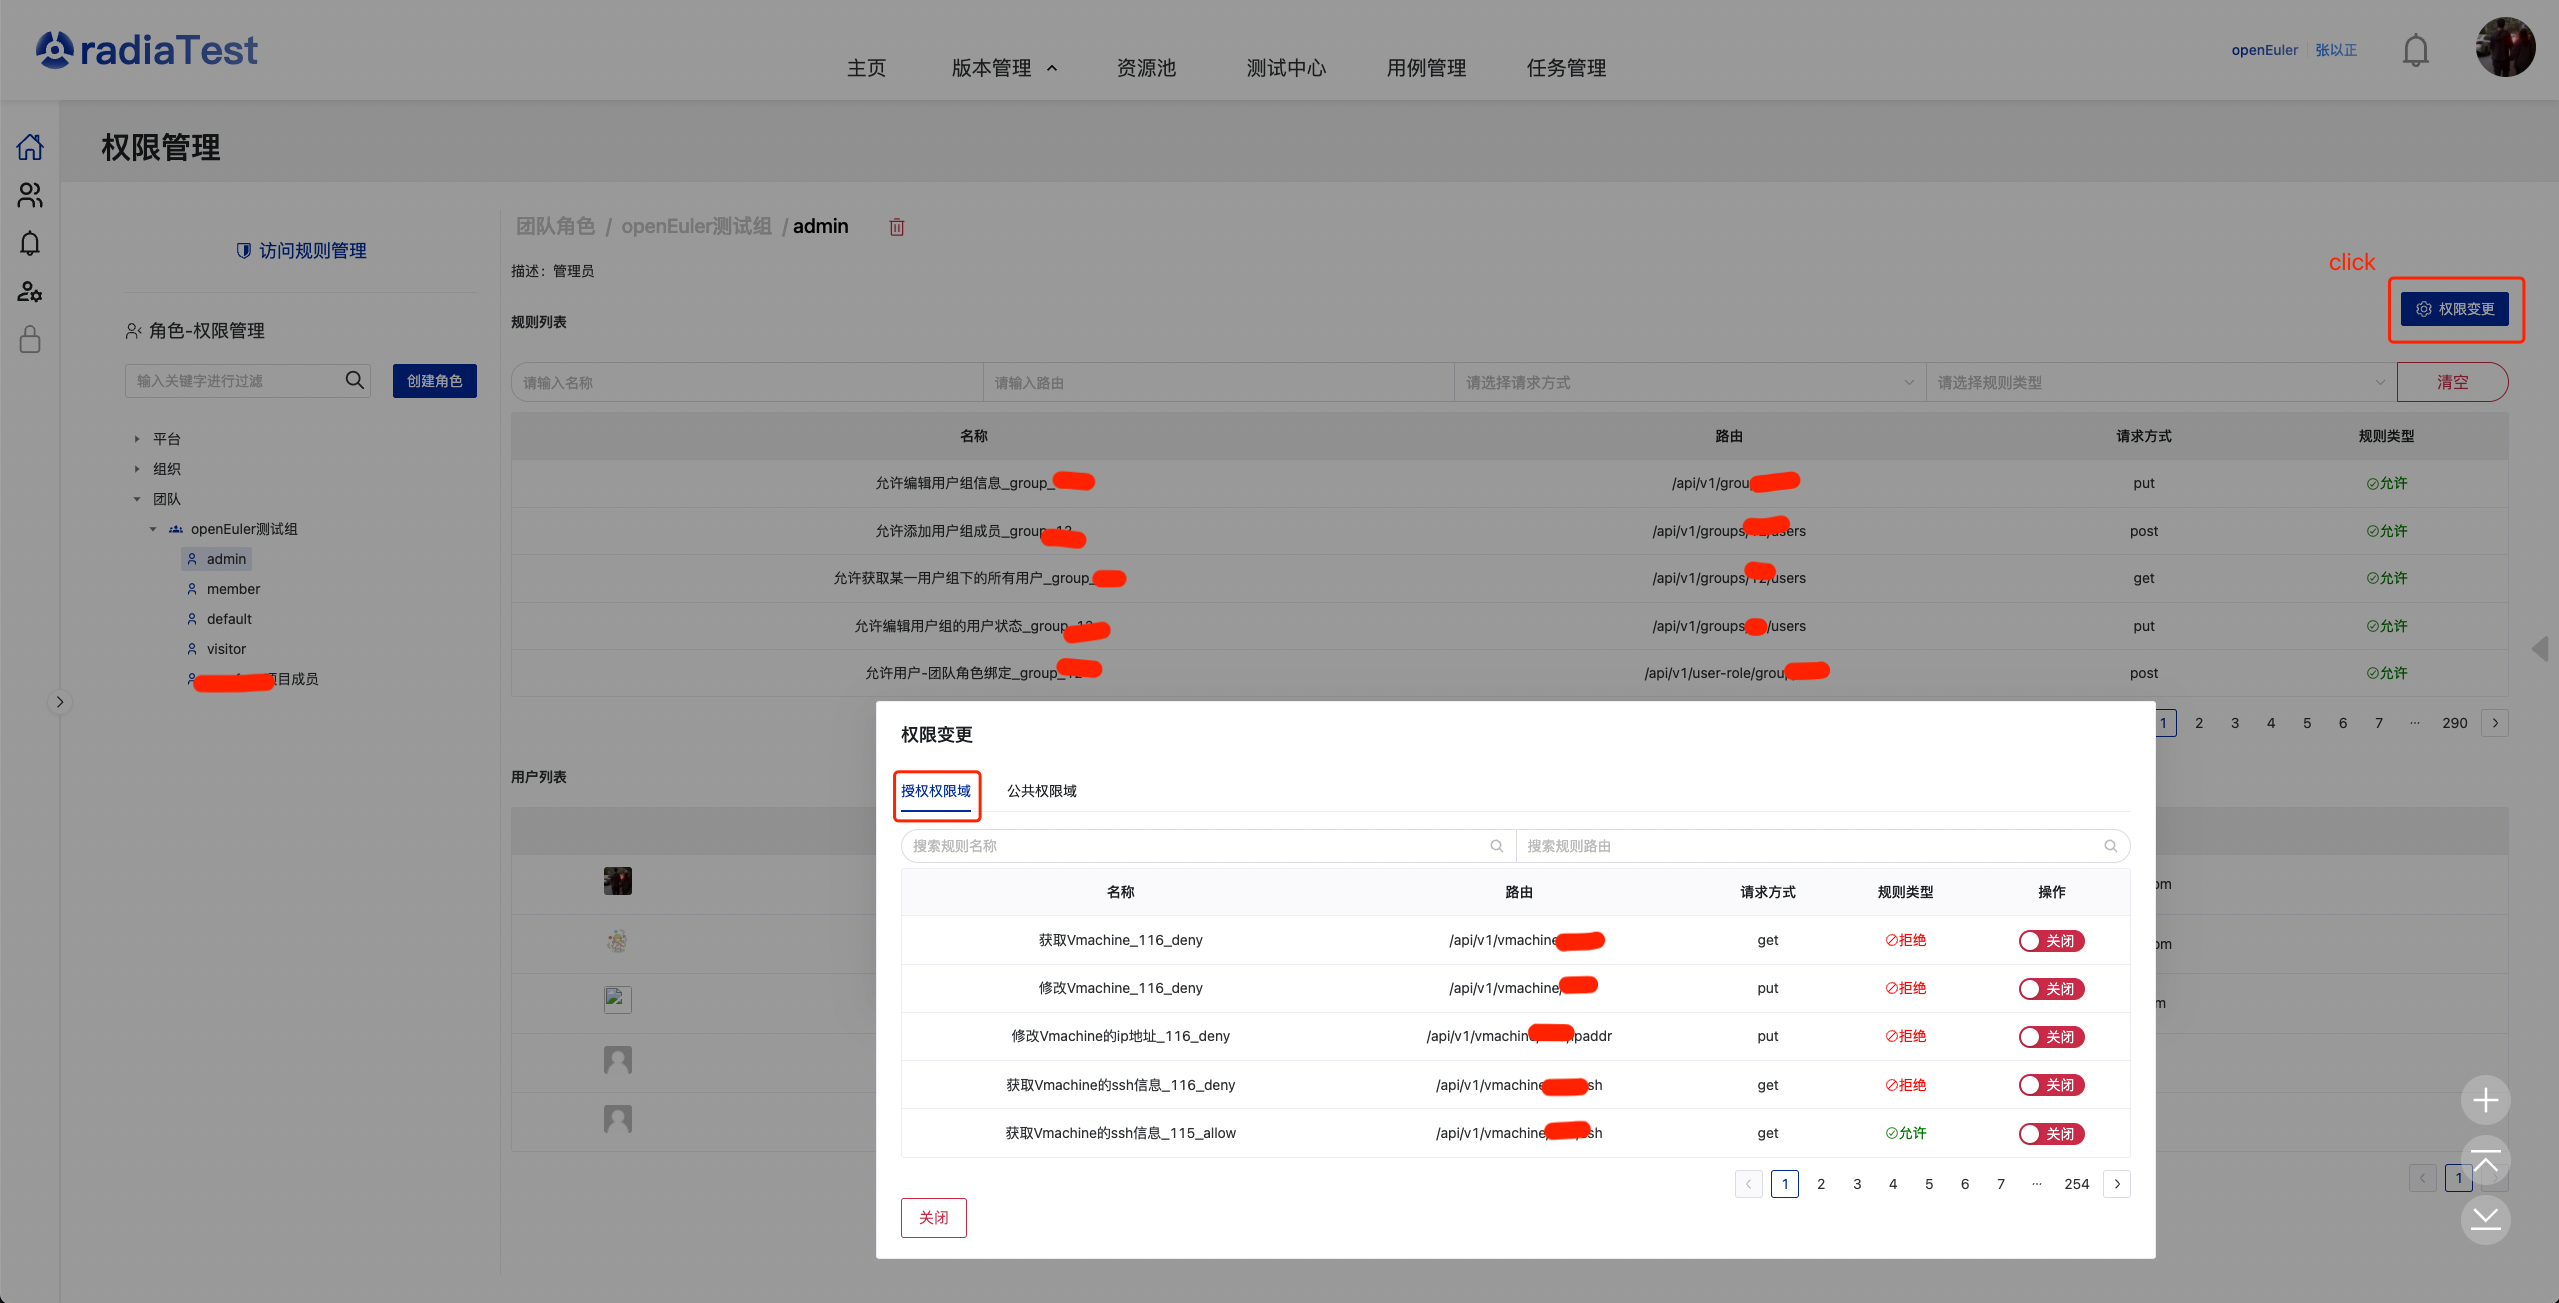 radiaTest
主页
版本管理
资源池
测试中心
用例管理
任务管理
openEuler
张以正
权限管理
访问规则管理
角色-权限管理
输入关键字进行过滤
创建角色
平台
组织
团队
openEuler测试组
admin
member
default
visitor
项目成员
团队角色 / openEuler测试组 / admin
描述：管理员
click
权限变更
规则列表
请输入名称 请输入路由 请选择请求方式 请选择规则类型 清空
名称 路由 请求方式 规则类型
允许编辑用户组信息_group_ /api/v1/grou put 允许
允许添加用户组成员_group /api/v1/groups/ users post 允许
允许获取某一用户组下的所有用户_group_ /api/v1/groups/ users get 允许
允许编辑用户组的用户状态_group_ /api/v1/groups /users put 允许
允许用户-团队角色绑定_group_ /api/v1/user-role/grou post 允许
1 2 3 4 5 6 7 ··· 290
用户列表
om
om
m
1
权限变更
授权权限域 公共权限域
搜索规则名称 搜索规则路由
名称 路由 请求方式 规则类型 操作
获取Vmachine_116_deny /api/v1/vmachine get 拒绝 关闭
修改Vmachine_116_deny /api/v1/vmachine/ put 拒绝 关闭
修改Vmachine的ip地址_116_deny /api/v1/vmachin paddr put 拒绝 关闭
获取Vmachine的ssh信息_116_deny /api/v1/vmachine sh get 拒绝 关闭
获取Vmachine的ssh信息_115_allow /api/v1/vmachine sh get 允许 关闭
1 2 3 4 5 6 7 ··· 254
关闭